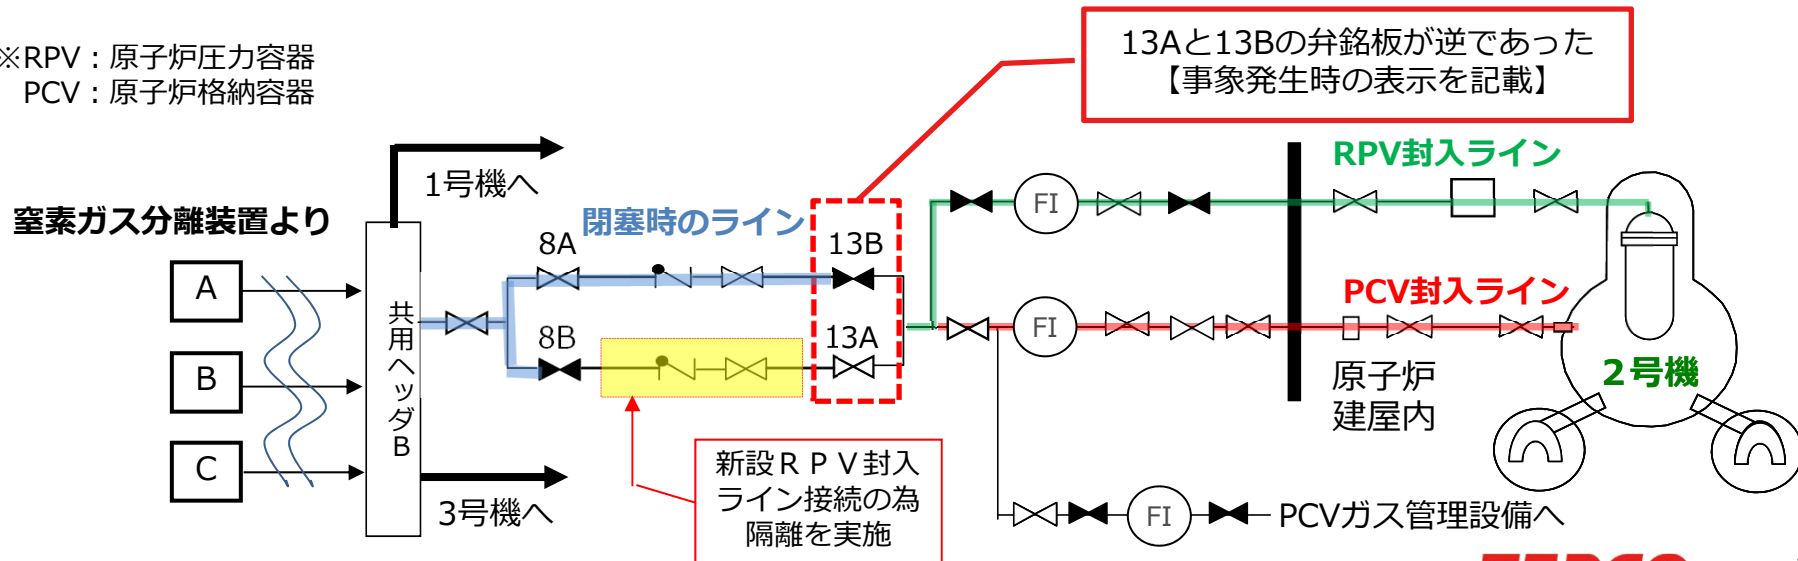 ※RPV：原子炉圧力容器
PCV：原子炉格納容器
13Aと13Bの弁銘板が逆であった
【事象発生時の表示を記載】
1号機へ
窒素ガス分離装置より
閉塞時のライン
RPV封入ライン
8A
13B
FI
A
共用ヘッダB
PCV封入ライン
8B
13A
FI
B
原子炉
建屋内
2号機
C
新設ＲＰＶ封入
ライン接続の為
隔離を実施
3号機へ
FI
PCVガス管理設備へ